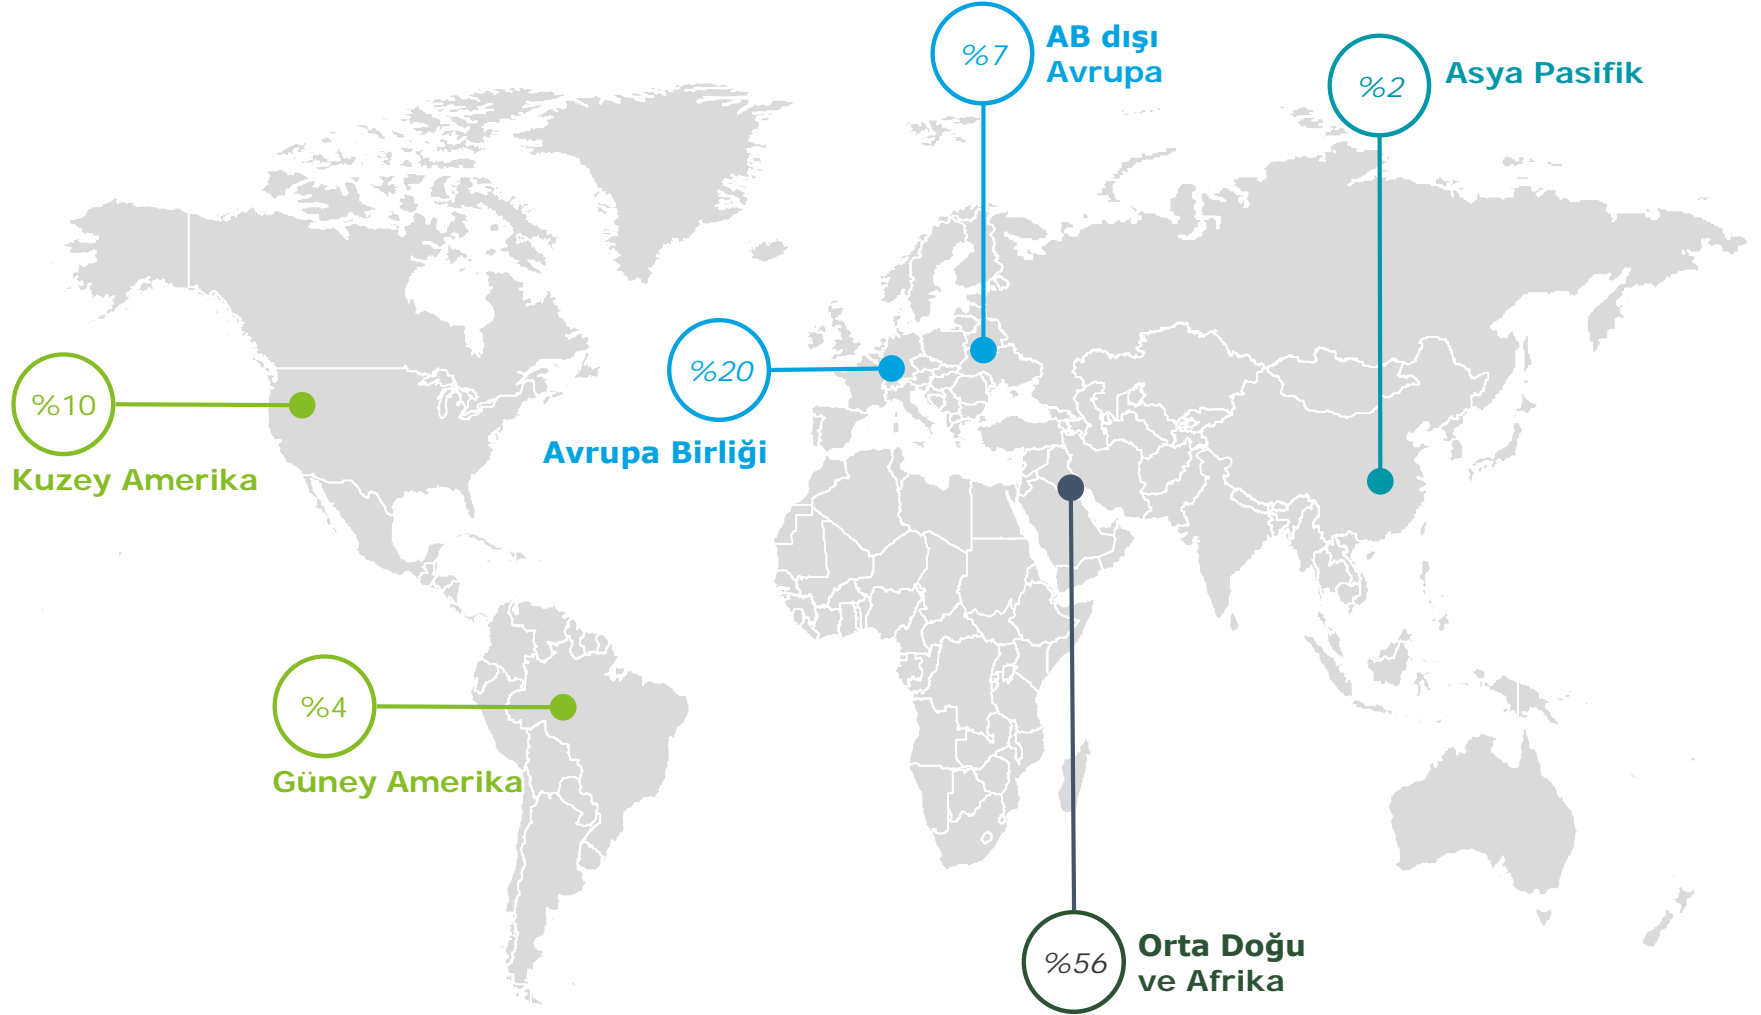 %7
AB dışı
Avrupa
%2
Asya Pasifik
%20
Avrupa Birliği
%10
Kuzey Amerika
%4
Güney Amerika
%56
Orta Doğu
ve Afrika